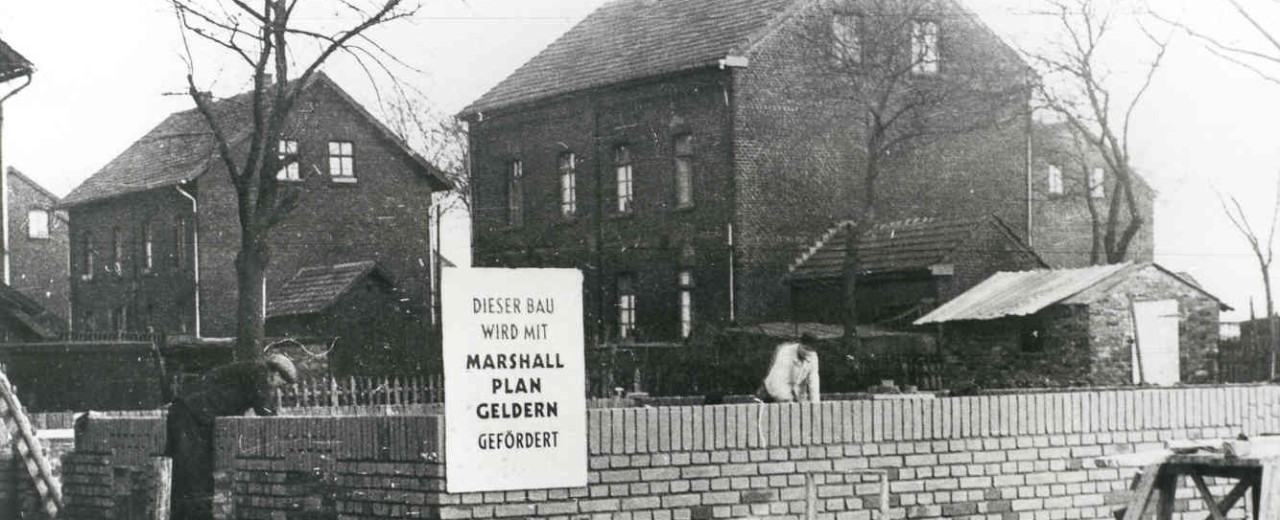 DIESER BAU
WIRD MIT
MARSHALL
PLAN
GELDERN
GEFÖRDERT